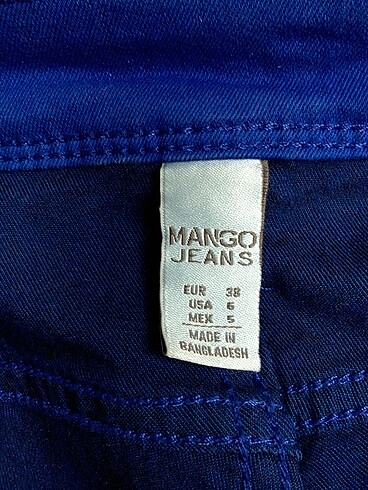 MANGO
JEANS
EUR 38
USA 6
MEX 5
MADE IN
BANGLADESH